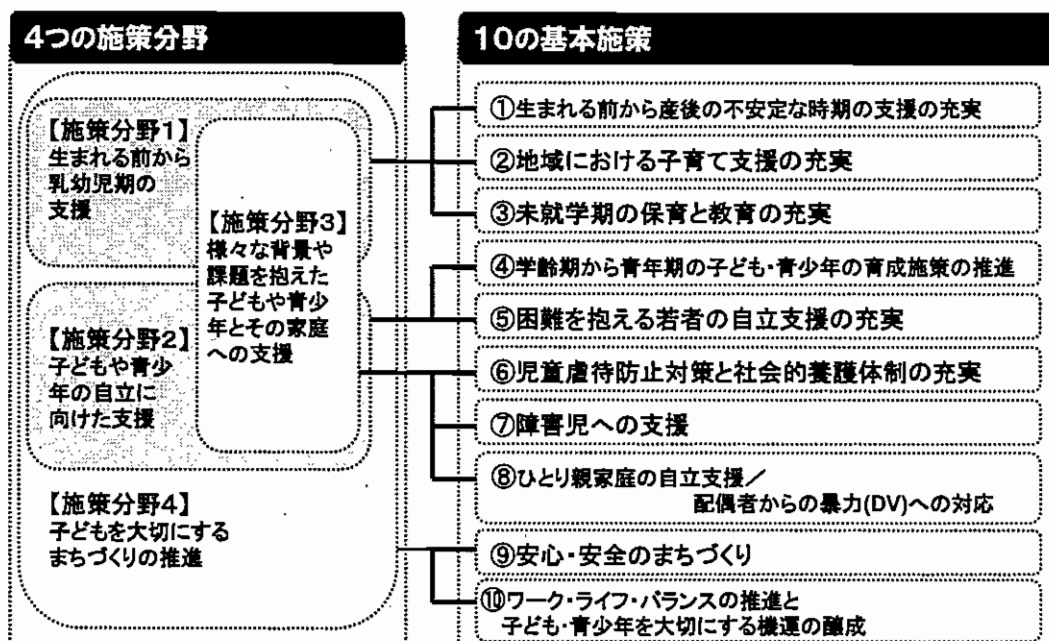 4つの施策分野
【施策分野1】
生まれる前から
乳幼児期の
支援
【施策分野2】
子どもや青少
年の自立に
向けた支援
【施策分野3】
様々な背景や
課題を抱えた
子どもや青少
年とその家庭
への支援
【施策分野4】
子どもを大切にする
まちづくりの推進
10の基本施策
①生まれる前から産後の不安定な時期の支援の充実
②地域における子育て支援の充実
③未就学期の保育と教育の充実
④学齢期から青年期の子ども・青少年の育成施策の推進
⑤困難を抱える若者の自立支援の充実
⑥児童虐待防止対策と社会的養護体制の充実
⑦障害児への支援
⑧ひとり親家庭の自立支援/
配偶者からの暴力(DV)への対応
⑨安心・安全のまちづくり
⑩ワーク・ライフ・バランスの推進と
子ども・青少年を大切にする機運の醸成